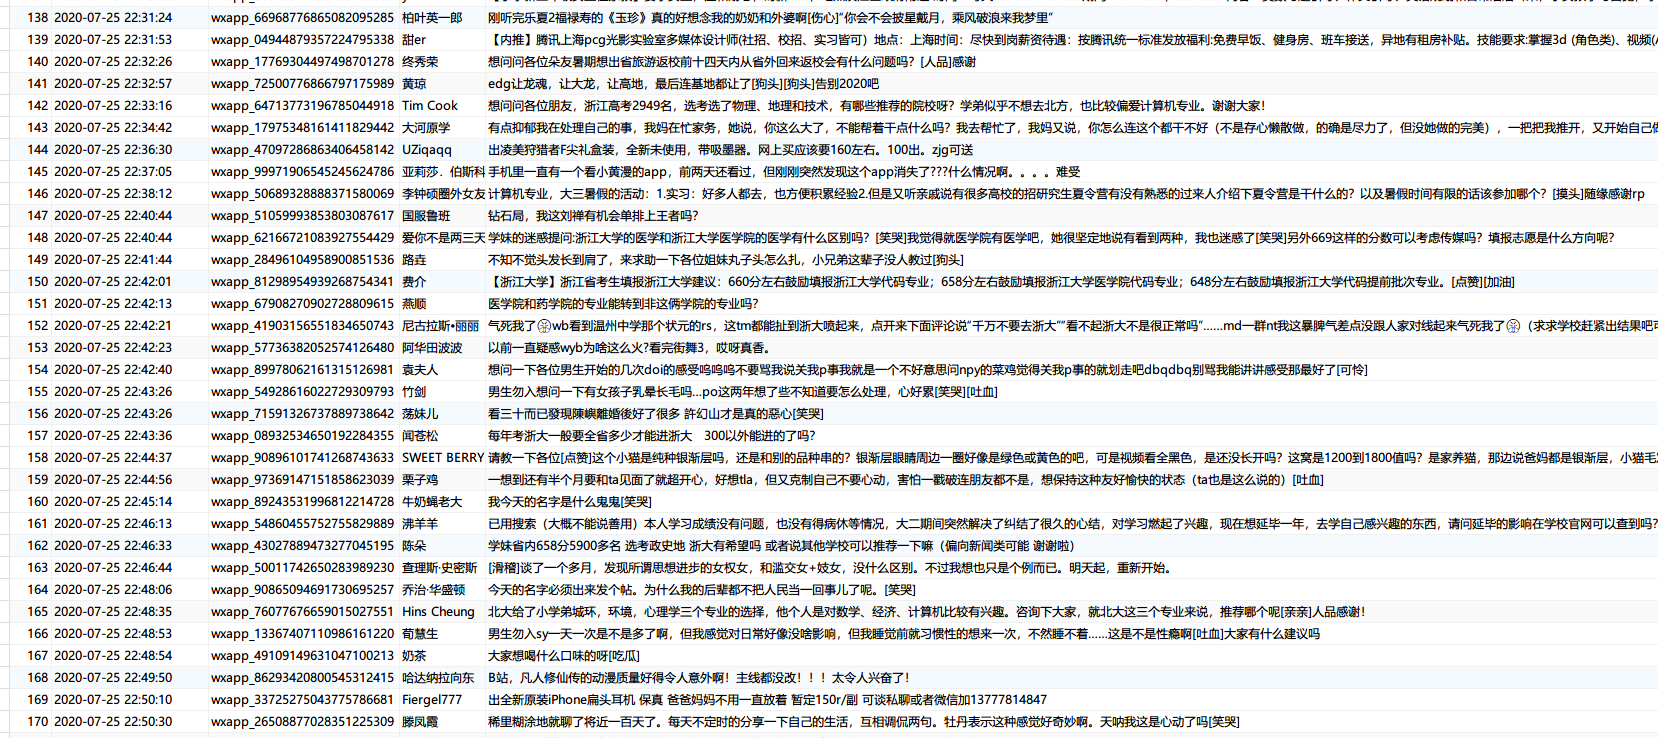 138 2020-07-25 22:31:24 wxapp_66968776865082095285 柏叶英一郎 刚听完乐夏2福禄寿的《玉珍》真的好想念我的奶奶和外婆啊[伤心]“你会不会披星戴月，乘风破浪来我梦里”
139 2020-07-25 22:31:53 wxapp_04944879357224795338 甜er 【内推】腾讯上海pcg光影实验室多媒体设计师(社招、校招、实习皆可）地点：上海时间：尽快到岗薪资待遇：按腾讯统一标准发放福利:免费早饭、健身房、班车接送，异地有租房补贴。技能要求:掌握3d (角色类)、视频(A
140 2020-07-25 22:32:26 wxapp_17769304497498701278 终秀荣 想问问各位朵友暑期想出省旅游返校前十四天内从省外回来返校会有什么问题吗？[人品]感谢
141 2020-07-25 22:32:57 wxapp_72500776866797175989 黄琼 edg让龙魂，让大龙，让高地，最后连基地都让了[狗头][狗头]告别2020吧
142 2020-07-25 22:33:16 wxapp_64713773196785044918 Tim Cook 想问问各位朋友，浙江高考2949名，选考选了物理、地理和技术，有哪些推荐的院校呀？学弟似乎不想去北方，也比较偏爱计算机专业。谢谢大家！
143 2020-07-25 22:34:42 wxapp_17975348161411829442 大河原学 有点抑郁我在处理自己的事，我妈在忙家务，她说，你这么大了，不能帮着干点什么吗？我去帮忙了，我妈又说，你怎么连这个都干不好（不是存心懒散做，的确是尽力了，但没她做的完美），一把把我推开，又开始自己做
144 2020-07-25 22:36:30 wxapp_47097286863406458142 UZiqaqq 出凌美狩猎者F尖礼盒装，全新未使用，带吸墨器。网上买应该要160左右。100出。zjg可送
145 2020-07-25 22:37:05 wxapp_99971906545245624786 亚莉莎．伯斯科 手机里一直有一个看小黄漫的app，前两天还看过，但刚刚突然发现这个app消失了???什么情况啊。。。。难受
146 2020-07-25 22:38:12 wxapp_50689328888371580069 李钟硕圈外女友 计算机专业，大三暑假的活动：1.实习：好多人都去，也方便积累经验2.但是又听亲戚说有很多高校的招研究生夏令营有没有熟悉的过来人介绍下夏令营是干什么的？以及暑假时间有限的话该参加哪个？[摸头]随缘感谢rp
147 2020-07-25 22:40:44 wxapp_51059993853803087617 国服鲁班 钻石局，我这刘禅有机会单排上王者吗？
148 2020-07-25 22:40:44 wxapp_62166721083927554429 爱你不是两三天 学妹的迷惑提问:浙江大学的医学和浙江大学医学院的医学有什么区别吗？[笑哭]我觉得就医学院有医学吧，她很坚定地说有看到两种，我也迷惑了[笑哭]另外669这样的分数可以考虑传媒吗？填报志愿是什么方向呢？
149 2020-07-25 22:41:44 wxapp_28496104958900851536 路垚 不知不觉头发长到肩了，来求助一下各位姐妹丸子头怎么扎，小兄弟这辈子没人教过[狗头]
150 2020-07-25 22:42:01 wxapp_81298954939268754341 费介 【浙江大学】浙江省考生填报浙江大学建议：660分左右鼓励填报浙江大学代码专业；658分左右鼓励填报浙江大学医学院代码专业；648分左右鼓励填报浙江大学代码提前批次专业。[点赞][加油]
151 2020-07-25 22:42:13 wxapp_67908270902728809615 燕顺 医学院和药学院的专业能转到非这俩学院的专业吗？
152 2020-07-25 22:42:21 wxapp_41903156551834650743 尼古拉斯•丽丽 气死我了wb看到温州中学那个状元的rs，这tm都能扯到浙大喷起来，点开来下面评论说“千万不要去浙大”“看不起浙大不是很正常吗”……md一群nt我这暴脾气差点没跟人家对线起来气死我了（求求学校赶紧出结果吧
153 2020-07-25 22:42:23 wxapp_57736382052574126480 阿华田波波 以前一直疑惑wyb为啥这么火?看完街舞3，哎呀真香。
154 2020-07-25 22:42:40 wxapp_89978062161315126981 袁夫人 想问一下各位男生开始的几次doi的感受呜呜呜不要骂我说关我p事我就是一个不好意思问npy的菜鸡觉得关我p事的就划走吧dbqdbq别骂我能讲讲感受那最好了[可怜]
155 2020-07-25 22:43:26 wxapp_54928616022729309793 竹剑 男生勿入想问一下有女孩子乳晕长毛吗...po这两年想了些不知道要怎么处理，心好累[笑哭][吐血]
156 2020-07-25 22:43:26 wxapp_71591326737889738642 荡妹儿 看三十而已發現陳嶼離婚後好了很多 許幻山才是真的恶心[笑哭]
157 2020-07-25 22:43:36 wxapp_08932534650192284355 闻苍松 每年考浙大一般要全省多少才能进浙大　300以外能进的了吗？
158 2020-07-25 22:44:37 wxapp_90896101741268743633 SWEET BERRY 请教一下各位[点赞]这个小猫是纯种银渐层吗，还是和别的品种串的？银渐层眼睛周边一圈好像是绿色或黄色的吧，可是视频看全黑色，是还没长开吗？这窝是1200到1800值吗？是家养猫，那边说爸妈都是银渐层，小猫毛
159 2020-07-25 22:44:56 wxapp_97369147151858623039 栗子鸡 一想到还有半个月要和ta见面了就超开心，好想tla，但又克制自己不要心动，害怕一戳破连朋友都不是，想保持这种友好愉快的状态（ta也是这么说的）[吐血]
160 2020-07-25 22:45:14 wxapp_89243531996812214728 牛奶蝇老大 我今天的名字是什么鬼鬼[笑哭]
161 2020-07-25 22:46:13 wxapp_54860455752755829889 沸羊羊 已用搜索（大概不能说善用）本人学习成绩没有问题，也没有得病休等情况，大二期间突然解决了纠结了很久的心结，对学习燃起了兴趣，现在想延毕一年，去学自己感兴趣的东西，请问延毕的影响在学校官网可以查到吗？
162 2020-07-25 22:46:33 wxapp_43027889473277045195 陈朵 学妹省内658分5900多名 选考政史地 浙大有希望吗 或者说其他学校可以推荐一下嘛（偏向新闻类可能 谢谢啦）
163 2020-07-25 22:46:44 wxapp_50011742650283989230 查理斯·史密斯 [滑稽]谈了一个多月，发现所谓思想进步的女权女，和滥交女+妓女，没什么区别。不过我想也只是个例而已。明天起，重新开始。
164 2020-07-25 22:48:06 wxapp_90865094691730695257 乔治·华盛顿 今天的名字必须出来发个帖。为什么我的后辈都不把人民当一回事儿了呢。[笑哭]
165 2020-07-25 22:48:35 wxapp_76077676659015027551 Hins Cheung 北大给了小学弟城环，环境，心理学三个专业的选择，他个人是对数学、经济、计算机比较有兴趣。咨询下大家，就北大这三个专业来说，推荐哪个呢[亲亲]人品感谢！
166 2020-07-25 22:48:53 wxapp_13367407110986161220 荀慧生 男生勿入sy一天一次是不是多了啊，但我感觉对日常好像没啥影响，但我睡觉前就习惯性的想来一次，不然睡不着……这是不是性瘾啊[吐血]大家有什么建议吗
167 2020-07-25 22:48:54 wxapp_49109149631047100213 奶茶 大家想喝什么口味的呀[吃瓜]
168 2020-07-25 22:49:50 wxapp_86293420800545312415 哈达纳拉向东 B站，凡人修仙传的动漫质量好得令人意外啊！主线都没改！！！太令人兴奋了！
169 2020-07-25 22:50:10 wxapp_33725275043775786681 Fiergel777 出全新原装iPhone扁头耳机 保真 爸爸妈妈不用一直放着 暂定150r/副 可谈私聊或者微信加13777814847
170 2020-07-25 22:50:30 wxapp_26508877028351225309 滕凤霞 稀里糊涂地就聊了将近一百天了。每天不定时的分享一下自己的生活，互相调侃两句。牡丹表示这种感觉好奇妙啊。天呐我这是心动了吗[笑哭]